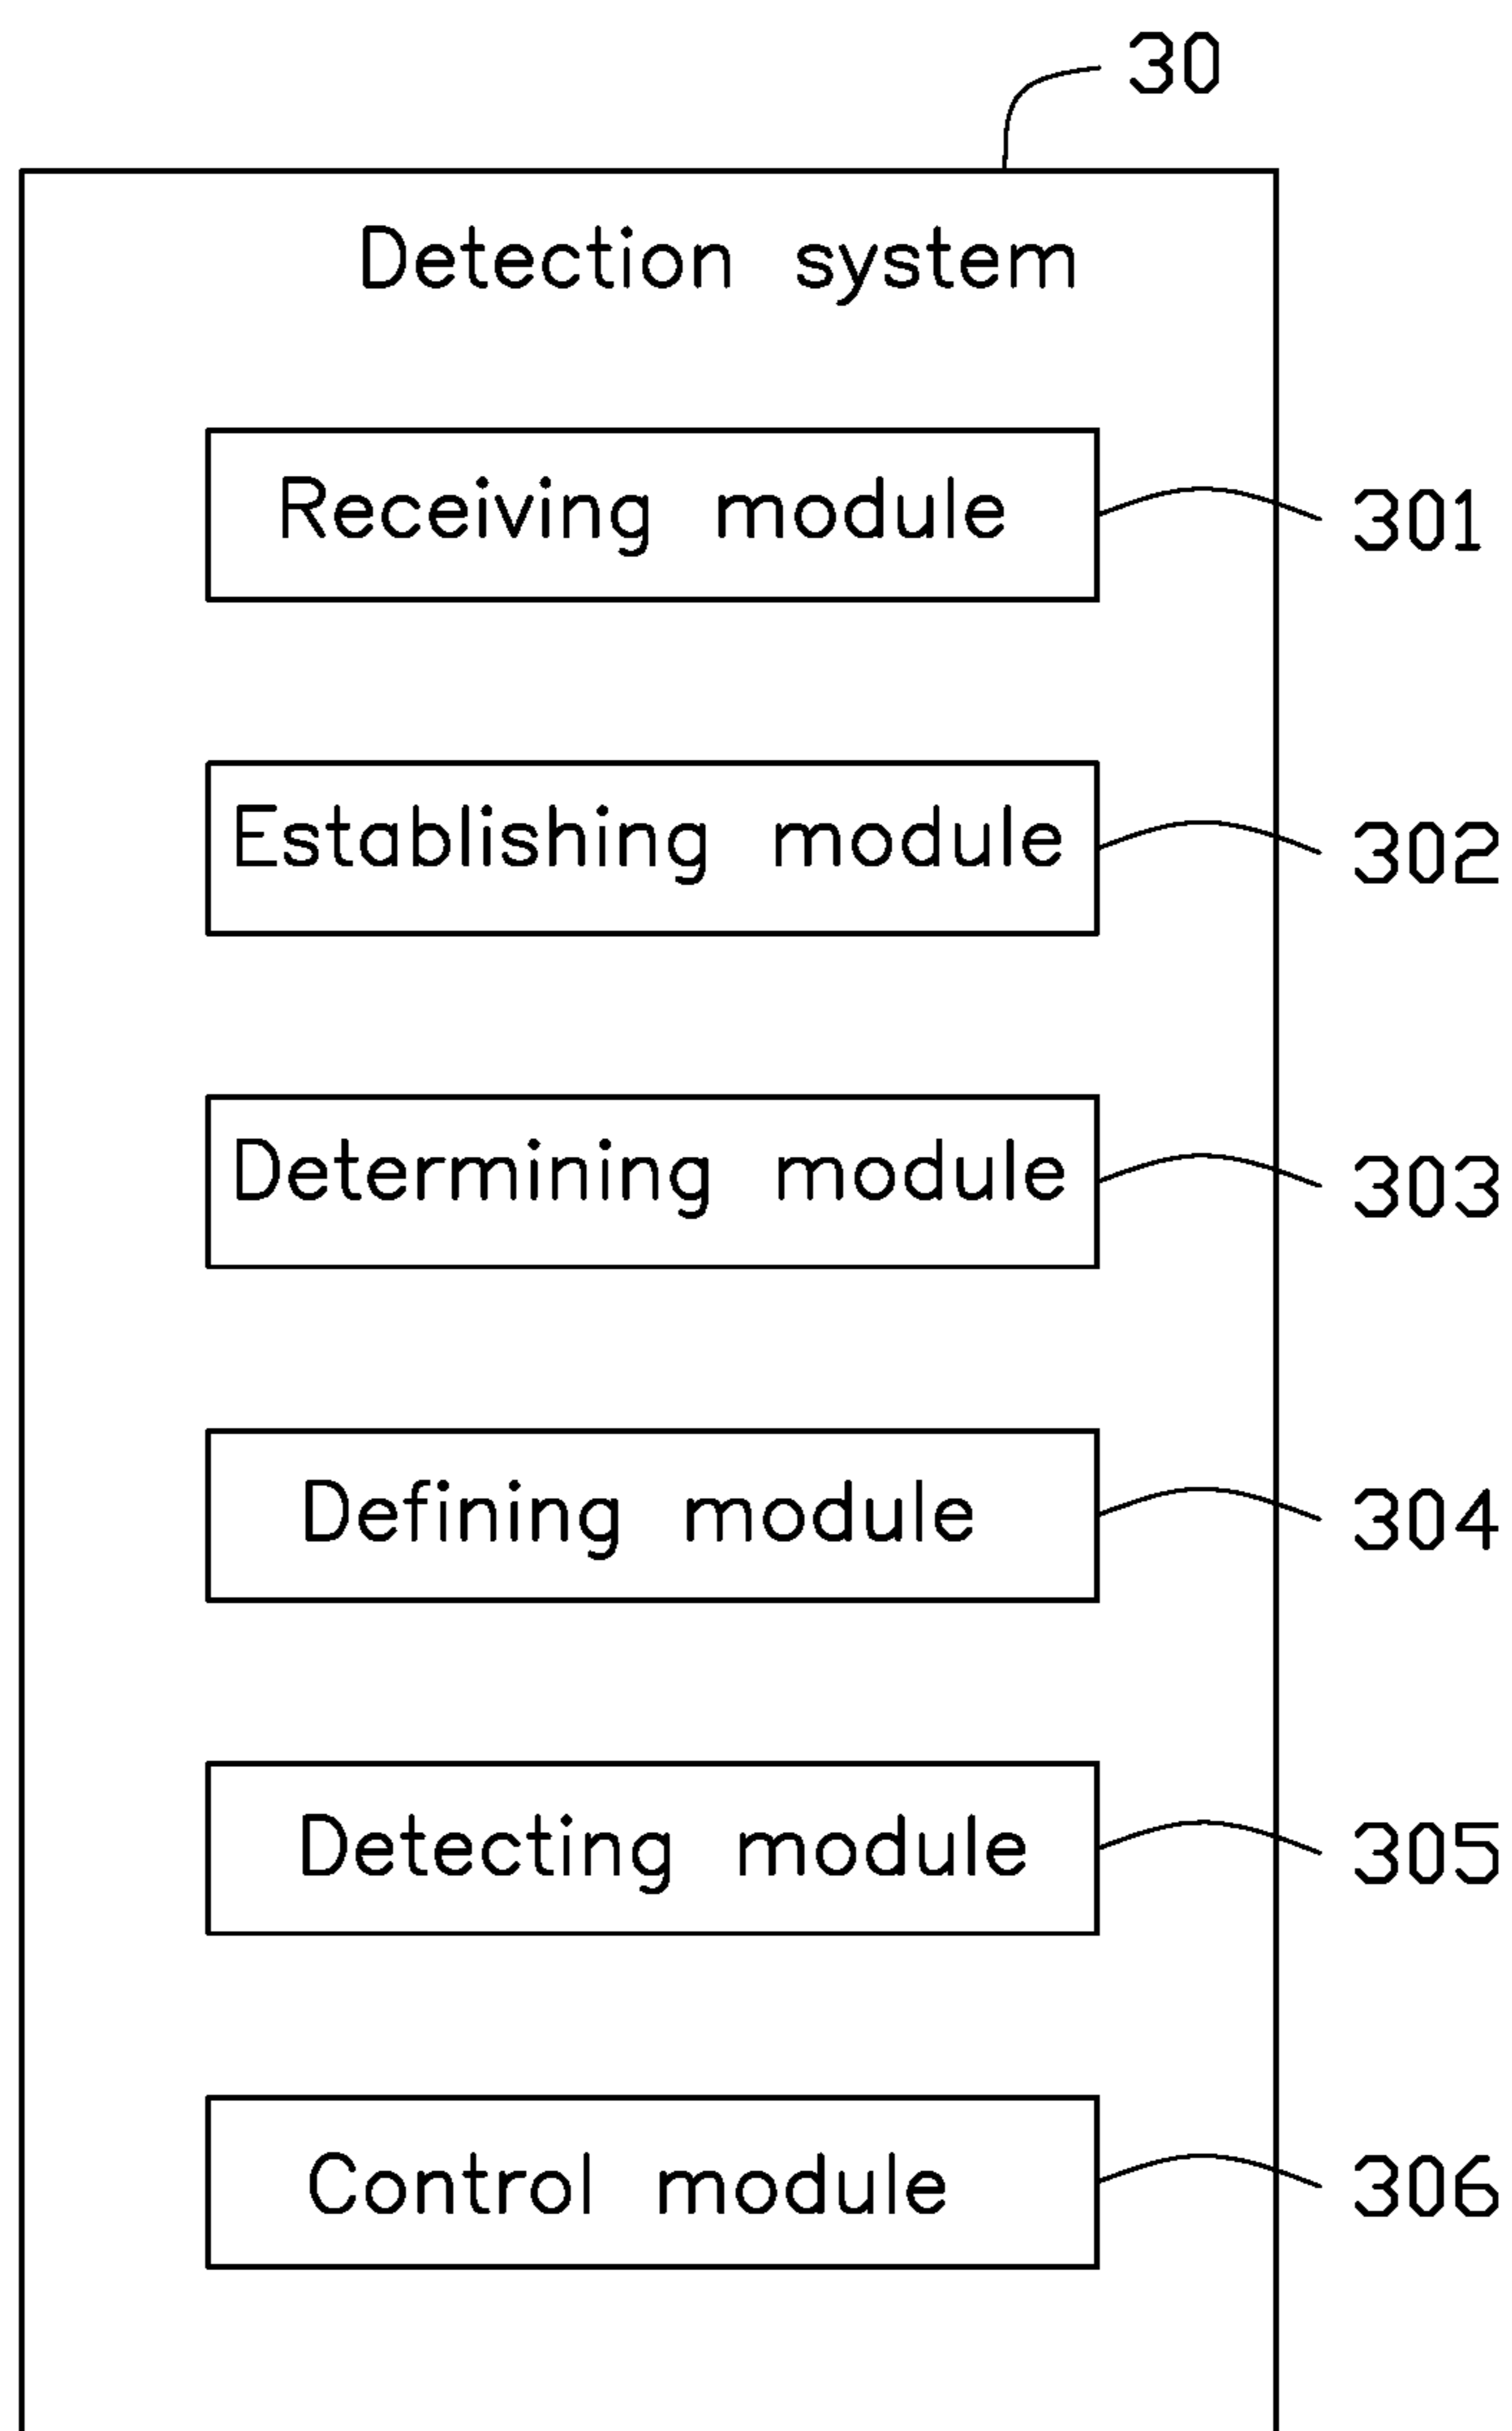 30
Detection system
Receiving module 301
Establishing module 302
Determining module 303
Defining module 304
Detecting module 305
Control module 306